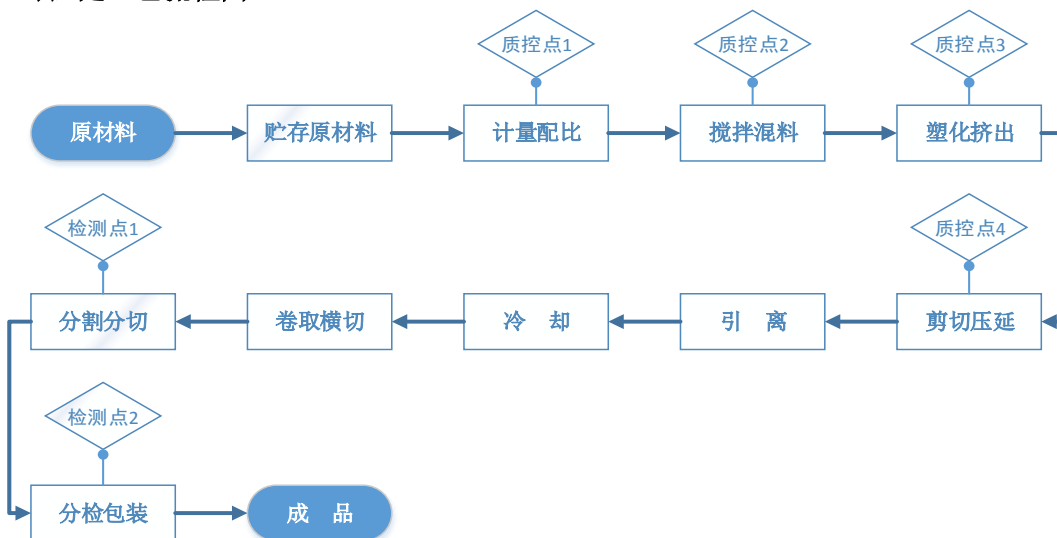 质控点1 质控点2 质控点3
原材料 贮存原材料 计量配比 搅拌混料 塑化挤出
检测点1 质控点4
分割分切 卷取横切 冷 却 引 离 剪切压延
检测点2
分检包装 成 品